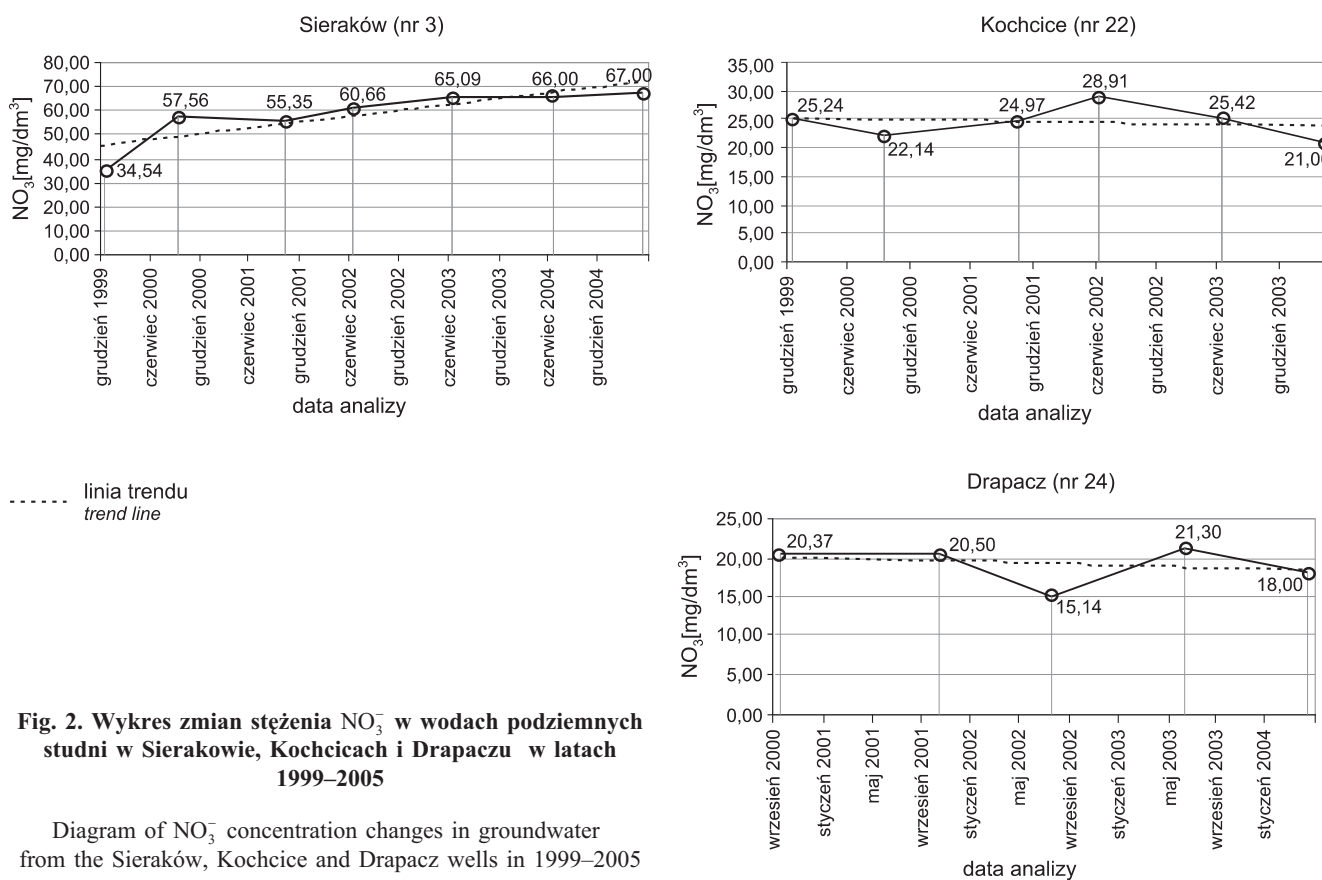 Sieraków (nr 3)
NO3[mg/dm3]
80,00
70,00
60,00
50,00
40,00
30,00
20,00
10,00
0,00
34,54
57,56
55,35
60,66
65,09
66,00
67,00
grudzień 1999
czerwiec 2000
grudzień 2000
czerwiec 2001
grudzień 2001
czerwiec 2002
grudzień 2002
czerwiec 2003
grudzień 2003
czerwiec 2004
grudzień 2004
data analizy
Kochcice (nr 22)
NO3[mg/dm3]
35,00
30,00
25,00
20,00
15,00
10,00
5,00
0,00
25,24
22,14
24,97
28,91
25,42
21,00
grudzień 1999
czerwiec 2000
grudzień 2000
czerwiec 2001
grudzień 2001
czerwiec 2002
grudzień 2002
czerwiec 2003
grudzień 2003
data analizy
linia trendu
trend line
Drapacz (nr 24)
NO3[mg/dm3]
25,00
20,00
15,00
10,00
5,00
0,00
20,37
20,50
15,14
21,30
18,00
wrzesień 2000
styczeń 2001
maj 2001
wrzesień 2001
styczeń 2002
maj 2002
wrzesień 2002
styczeń 2003
maj 2003
wrzesień 2003
styczeń 2004
data analizy
Fig. 2. Wykres zmian stężenia NO3− w wodach podziemnych
studni w Sierakowie, Kochcicach i Drapaczu w latach
1999–2005
Diagram of NO3− concentration changes in groundwater
from the Sieraków, Kochcice and Drapacz wells in 1999–2005